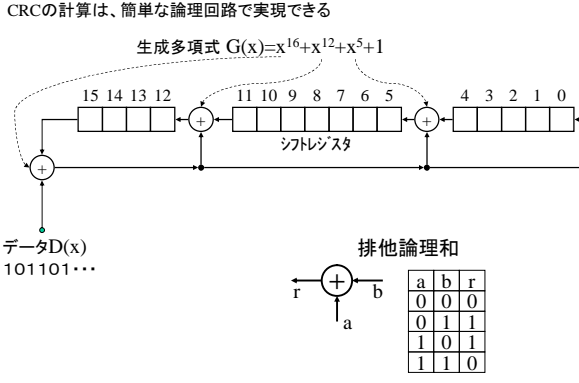 CRCの計算は、簡単な論理回路で実現できる
生成多項式 G(x)=x¹⁶+x¹²+x⁵+1
15 14 13 12 11 10 9 8 7 6 5 4 3 2 1 0
+ +
シフトレジスタ
+
データD(x)
101101･･･
排他論理和
+
r b
a
a b r
0 0 0
0 1 1
1 0 1
1 1 0